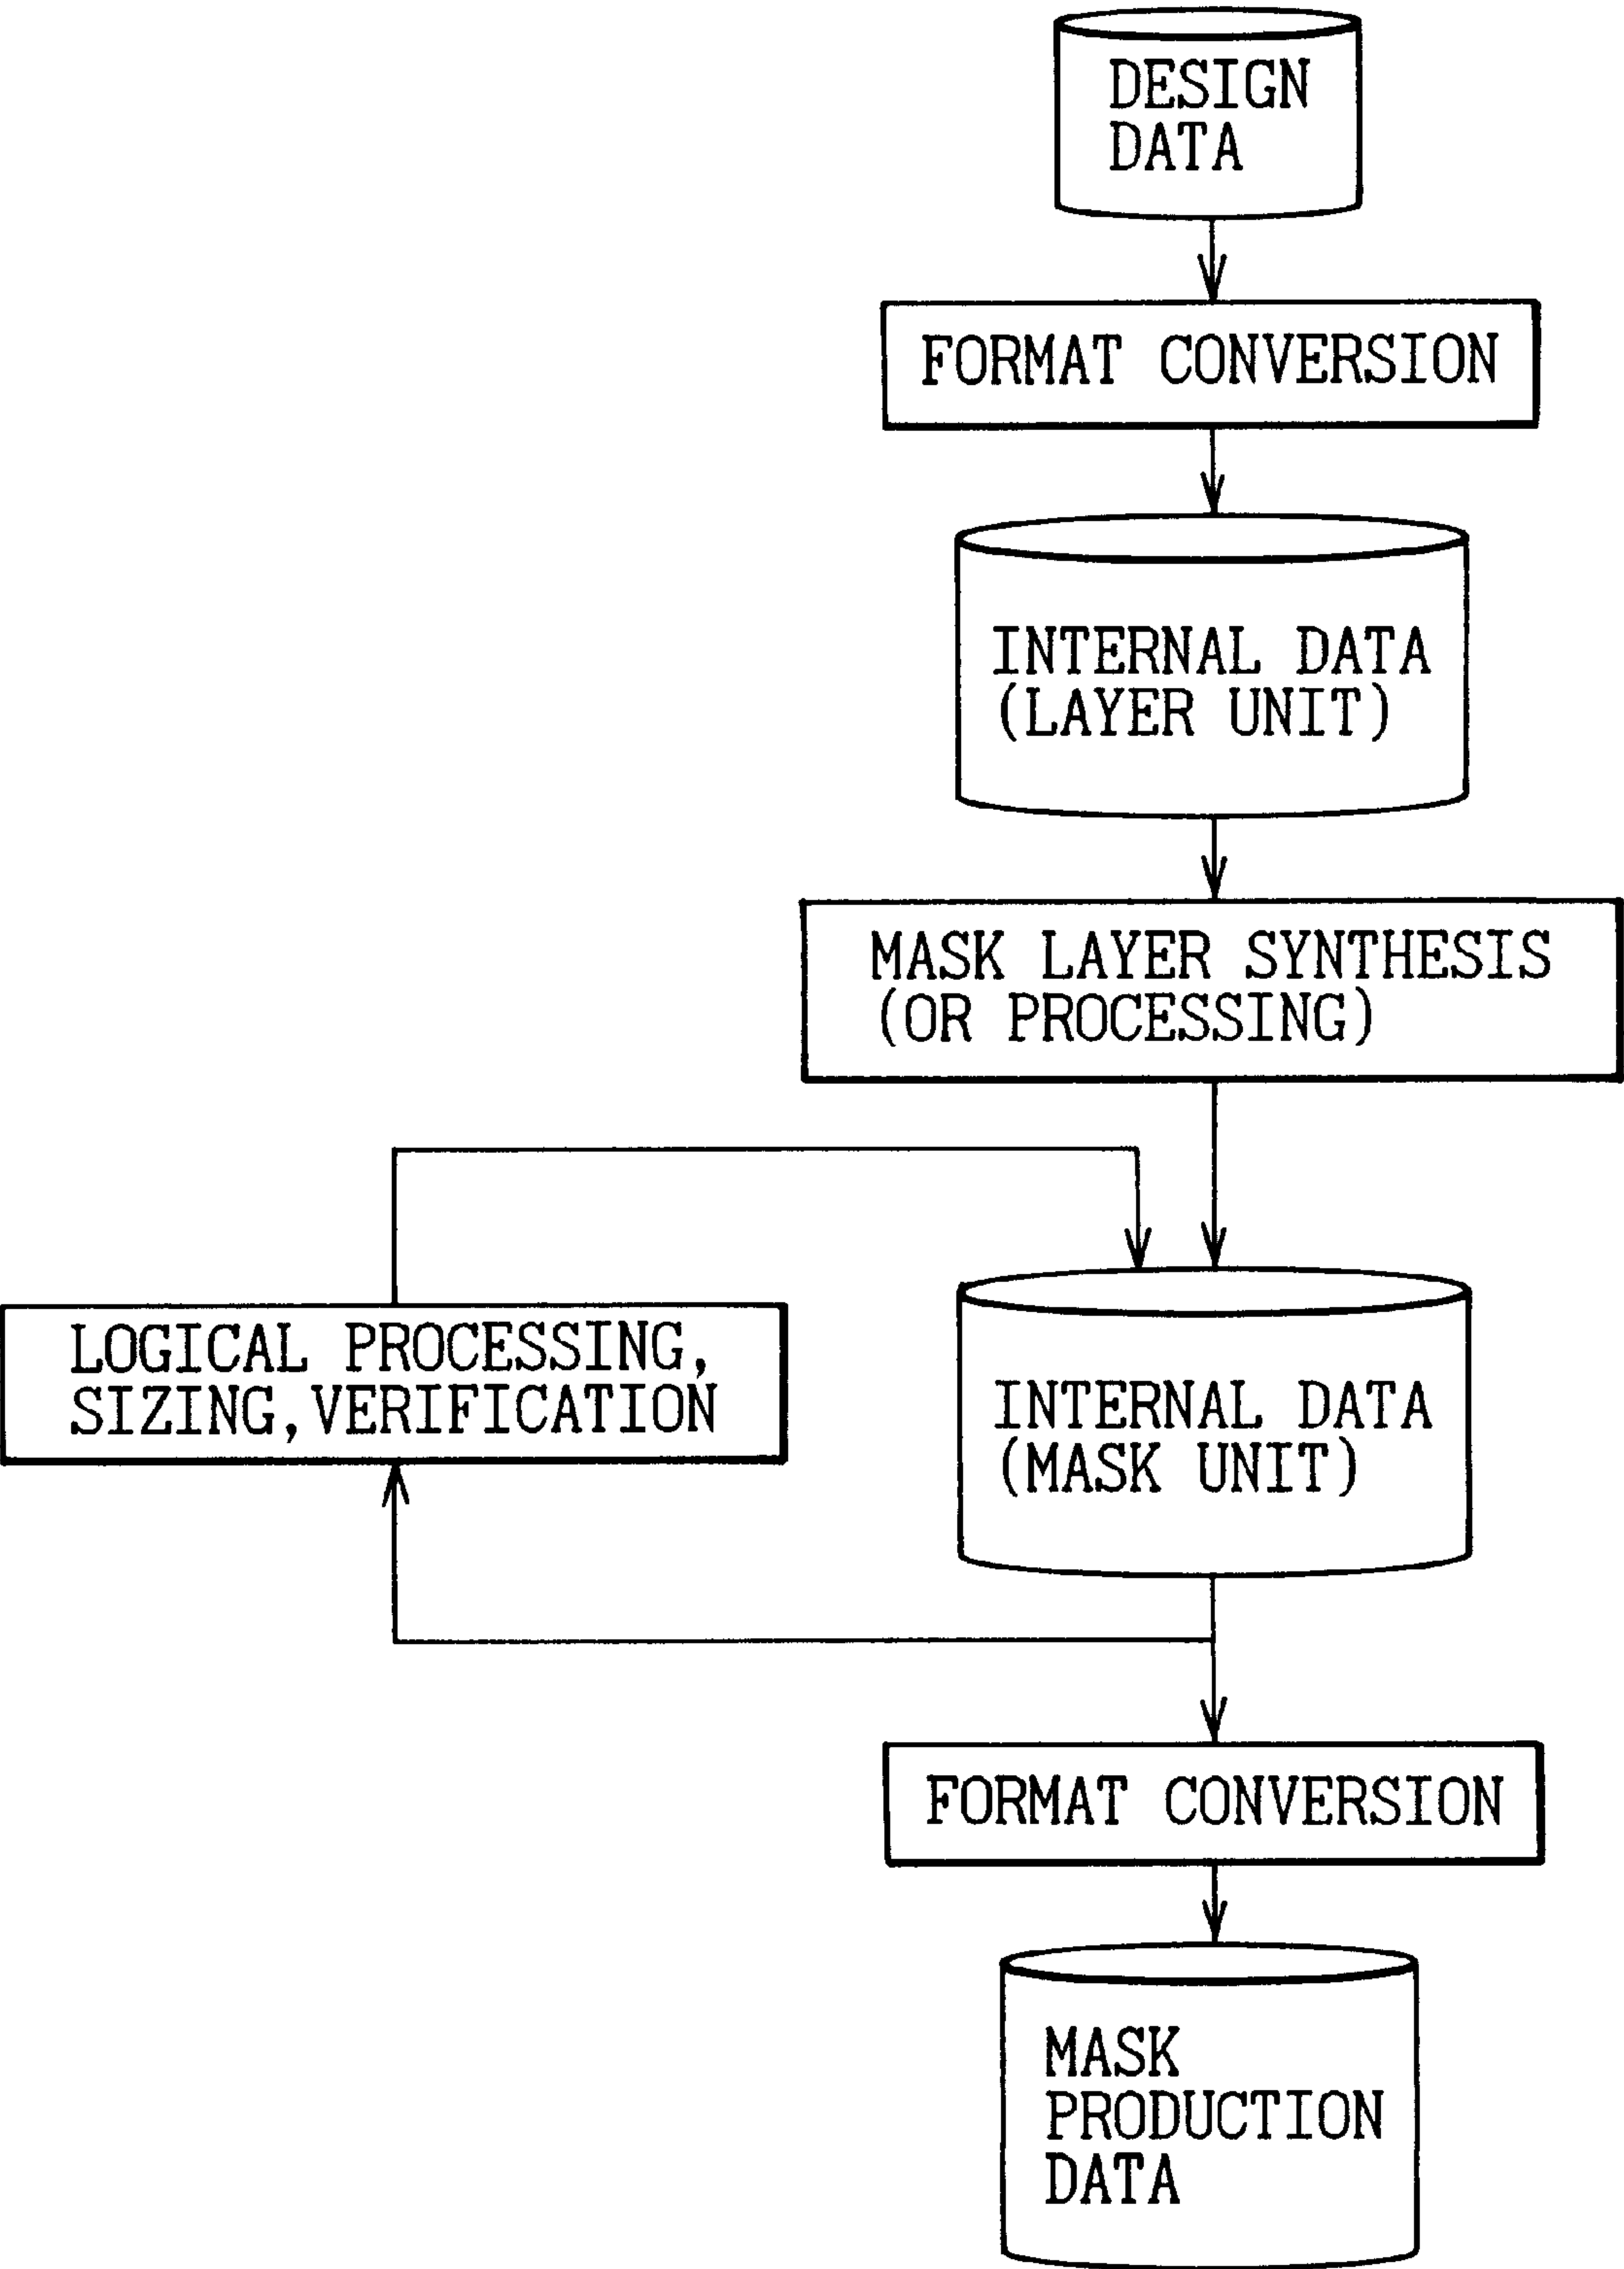 DESIGN
DATA
FORMAT CONVERSION
INTERNAL DATA
(LAYER UNIT)
MASK LAYER SYNTHESIS
(OR PROCESSING)
LOGICAL PROCESSING,
SIZING,VERIFICATION
INTERNAL DATA
(MASK UNIT)
FORMAT CONVERSION
MASK
PRODUCTION
DATA